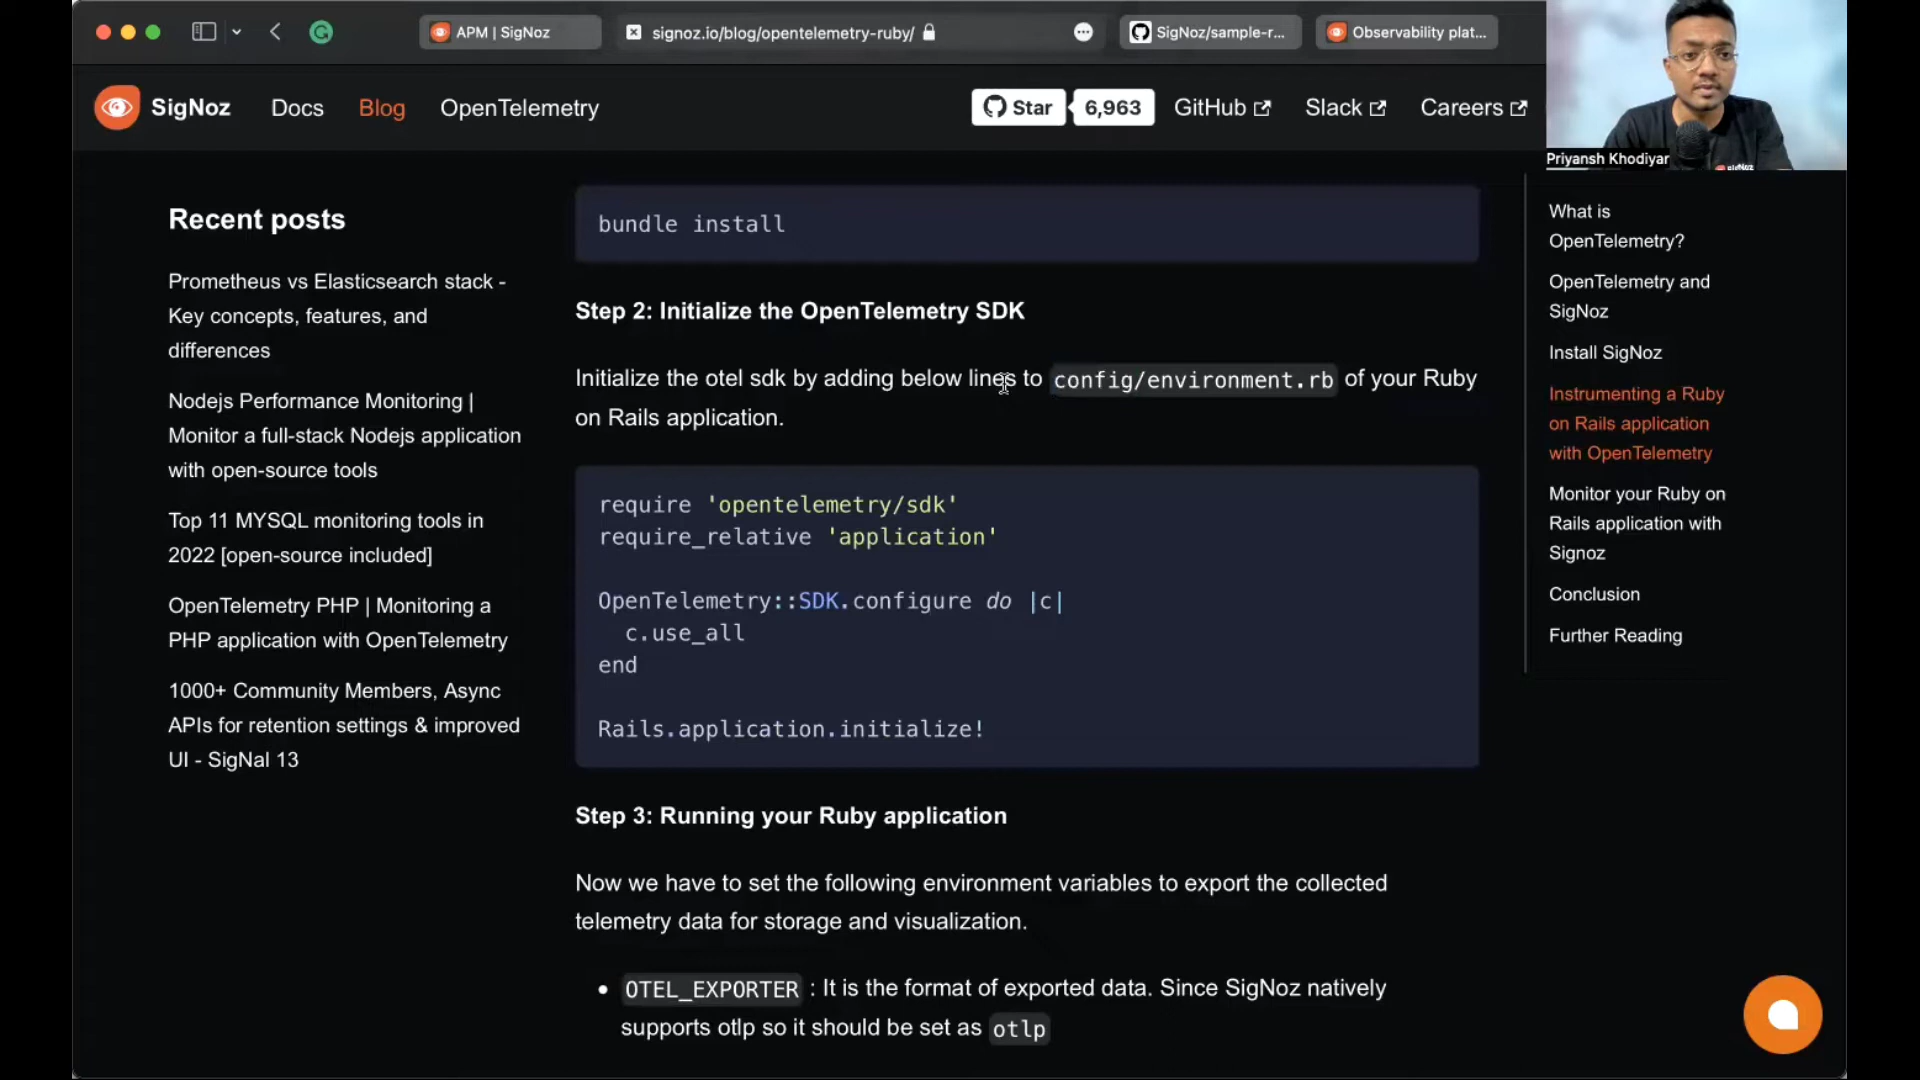 APM | SigNoz
signoz.io/blog/opentelemetry-ruby/
SigNoz/sample-r...
Observability plat...
SigNoz
Docs
Blog
OpenTelemetry
Star
6,963
GitHub
Slack
Careers
Priyansh Khodiyar
SigNoz
Recent posts
Prometheus vs Elasticsearch stack -
Key concepts, features, and
differences
Nodejs Performance Monitoring |
Monitor a full-stack Nodejs application
with open-source tools
Top 11 MYSQL monitoring tools in
2022 [open-source included]
OpenTelemetry PHP | Monitoring a
PHP application with OpenTelemetry
1000+ Community Members, Async
APIs for retention settings & improved
UI - SigNal 13
bundle install
Step 2: Initialize the OpenTelemetry SDK
Initialize the otel sdk by adding below lines to config/environment.rb of your Ruby
on Rails application.
require 'opentelemetry/sdk'
require_relative 'application'
OpenTelemetry::SDK.configure do |c|
c.use_all
end
Rails.application.initialize!
Step 3: Running your Ruby application
Now we have to set the following environment variables to export the collected
telemetry data for storage and visualization.
• OTEL_EXPORTER : It is the format of exported data. Since SigNoz natively
supports otlp so it should be set as otlp
What is
OpenTelemetry?
OpenTelemetry and
SigNoz
Install SigNoz
Instrumenting a Ruby
on Rails application
with OpenTelemetry
Monitor your Ruby on
Rails application with
Signoz
Conclusion
Further Reading